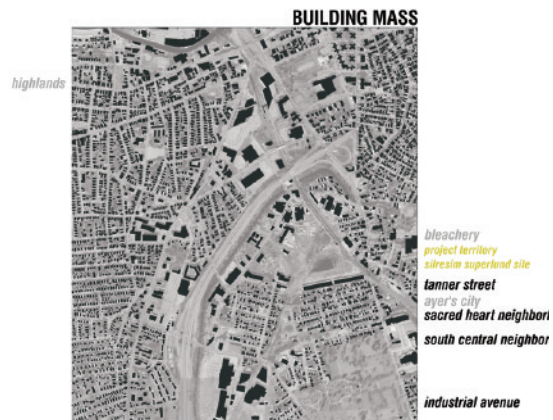 BUILDING MASS
highlands
bleachery
project territory
silresim superfund site
tanner street
ayer's city
sacred heart neighborh
south central neighbor
industrial avenue